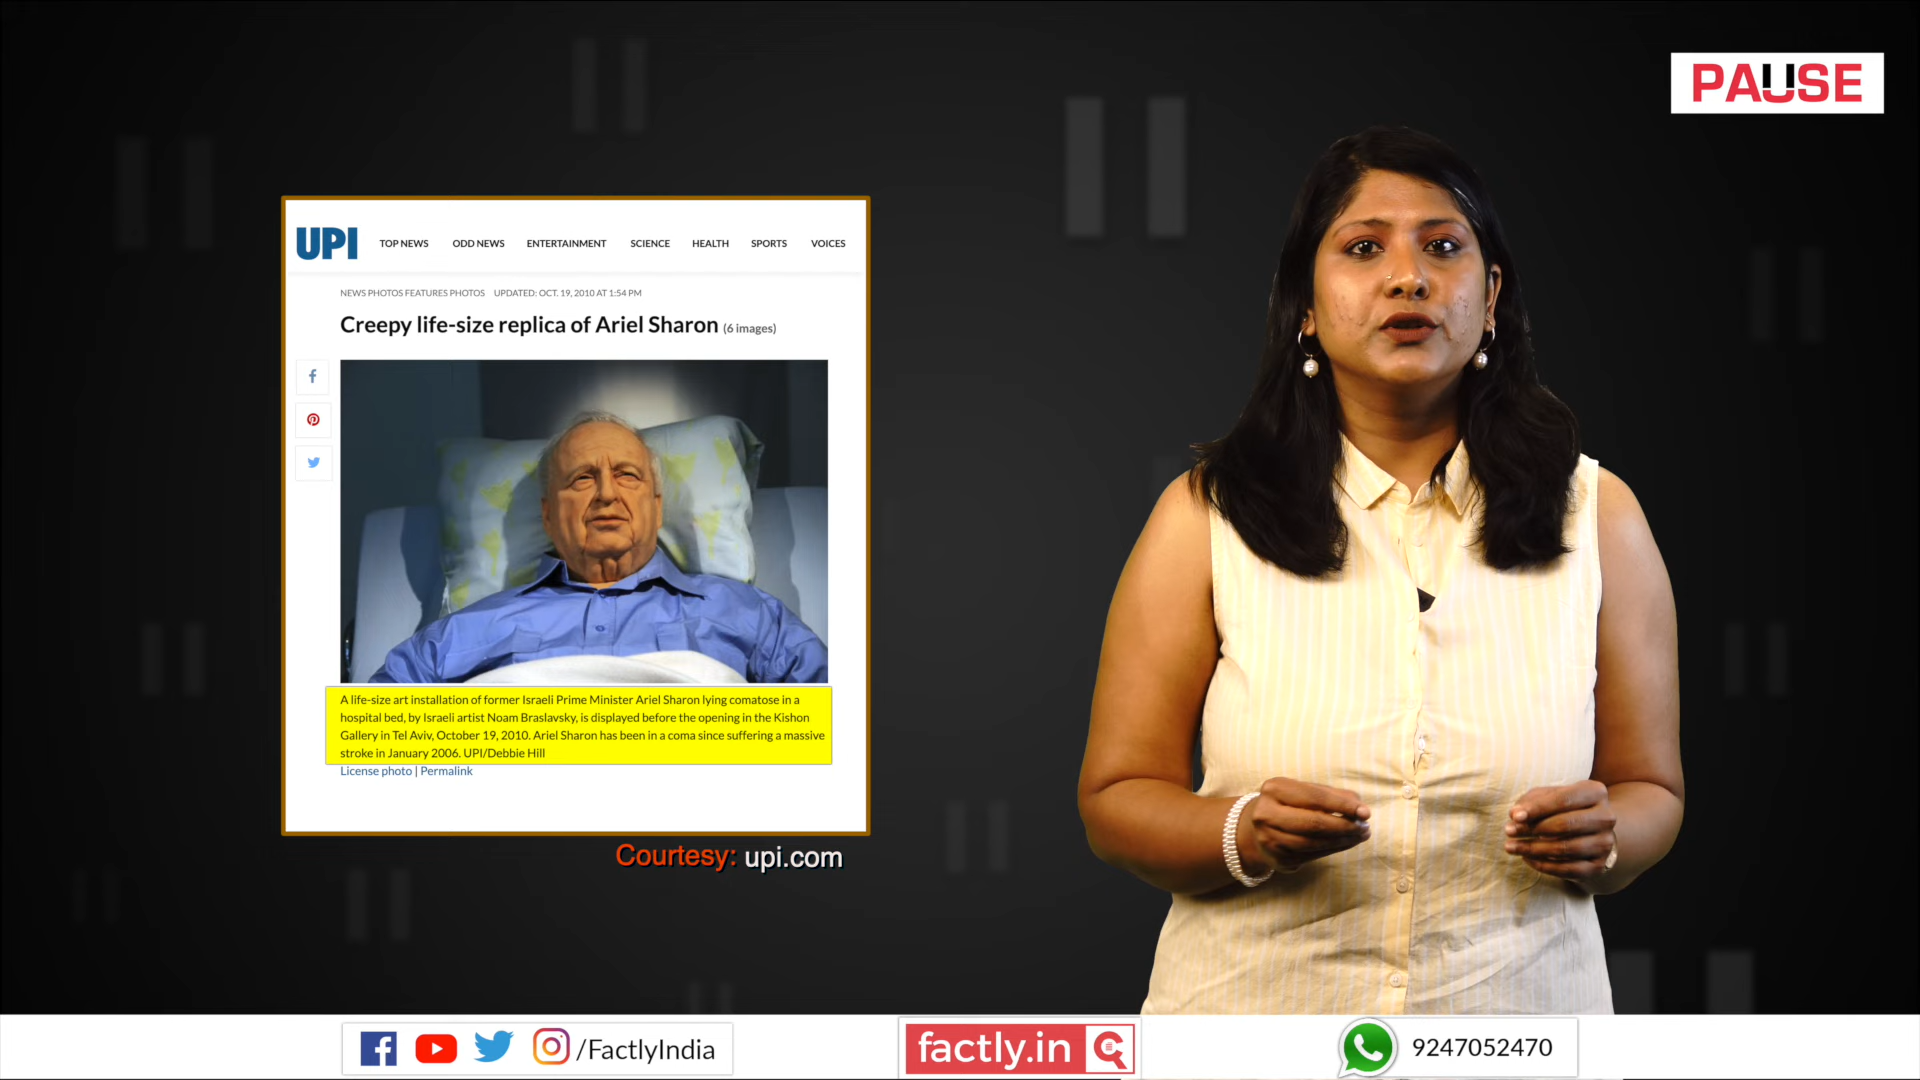 PAUSE
UPI TOP NEWS ODD NEWS ENTERTAINMENT SCIENCE HEALTH SPORTS VOICES
NEWS PHOTOS FEATURES PHOTOS UPDATED: OCT. 19, 2010 AT 1:54 PM
Creepy life-size replica of Ariel Sharon (6 images)
A life-size art installation of former Israeli Prime Minister Ariel Sharon lying comatose in a
hospital bed, by Israeli artist Noam Braslavsky, is displayed before the opening in the Kishon
Gallery in Tel Aviv, October 19, 2010. Ariel Sharon has been in a coma since suffering a massive
stroke in January 2006. UPI/Debbie Hill
License photo | Permalink
Courtesy: upi.com
/FactlyIndia
factly.in
9247052470